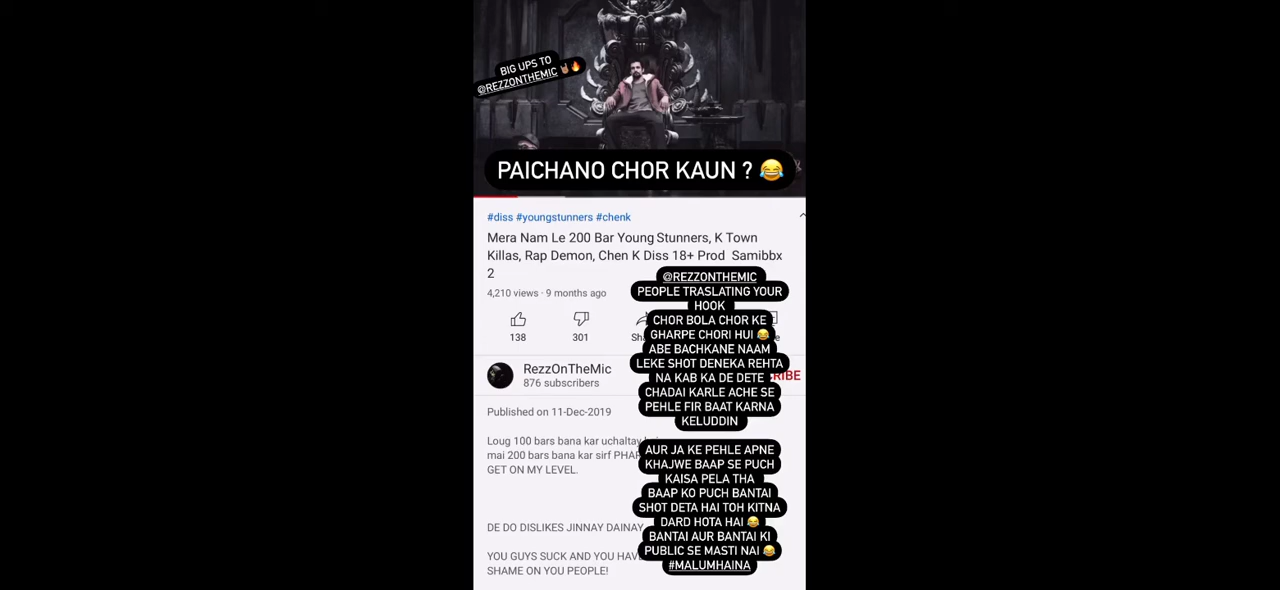 BIG UPS TO
@REZZONTHEMIC
PAICHANO CHOR KAUN ?
#diss #youngstunners #chenk
Mera Nam Le 200 Bar Young Stunners, K Town
Killas, Rap Demon, Chen K Diss 18+ Prod Samibbx
2
4,210 views · 9 months ago
138
301
RezzOnTheMic
876 subscribers
Published on 11-Dec-2019
Loug 100 bars bana kar uchaltay
mai 200 bars bana kar sirf
GET ON MY LEVEL.
DE DO DISLIKES JINNAY DAINAY
YOU GUYS SUCK AND YOU
SHAME ON YOU PEOPLE!
@REZZONTHEMIC
PEOPLE TRASLATING YOUR
HOOK
CHOR BOLA CHOR KE
GHARPE CHORI HUI
ABE BACHKANE NAAM
LEKE SHOT DENEKA REHTA
NA KAB KA DE DETE
CHADAI KARLE ACHE SE
PEHLE FIR BAAT KARNA
KELUDDIN
AUR JA KE PEHLE APNE
KHAJWE BAAP SE PUCH
KAISA PELA THA
BAAP KO PUCH BANTAI
SHOT DETA HAI TOH KITNA
DARD HOTA HAI
BANTAI AUR BANTAI KI
PUBLIC SE MASTI NAI
#MALUMHAINA